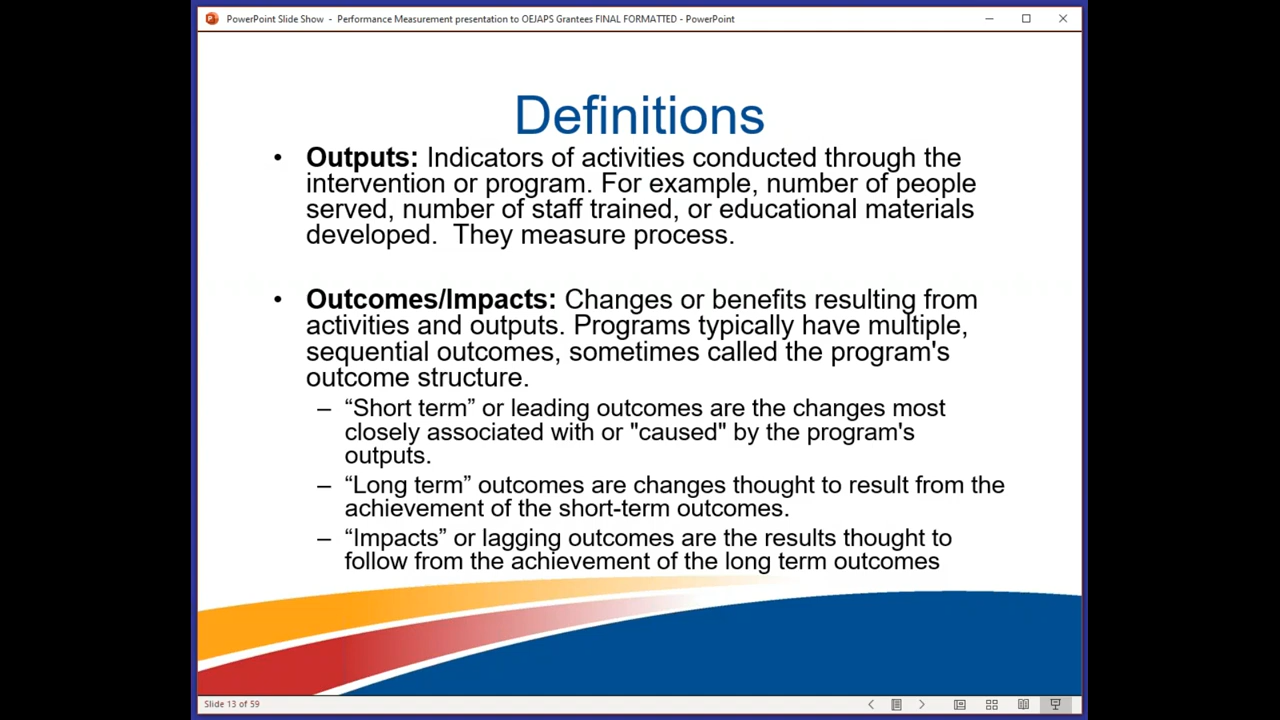 PowerPoint Slide Show - Performance Measurement presentation to OEJAPS Grantees FINAL FORMATTED - PowerPoint
Definitions
• Outputs: Indicators of activities conducted through the
intervention or program. For example, number of people
served, number of staff trained, or educational materials
developed.  They measure process.
• Outcomes/Impacts: Changes or benefits resulting from
activities and outputs. Programs typically have multiple,
sequential outcomes, sometimes called the program's
outcome structure.
– “Short term” or leading outcomes are the changes most
closely associated with or "caused" by the program's
outputs.
– “Long term” outcomes are changes thought to result from the
achievement of the short-term outcomes.
– “Impacts” or lagging outcomes are the results thought to
follow from the achievement of the long term outcomes
Slide 13 of 59